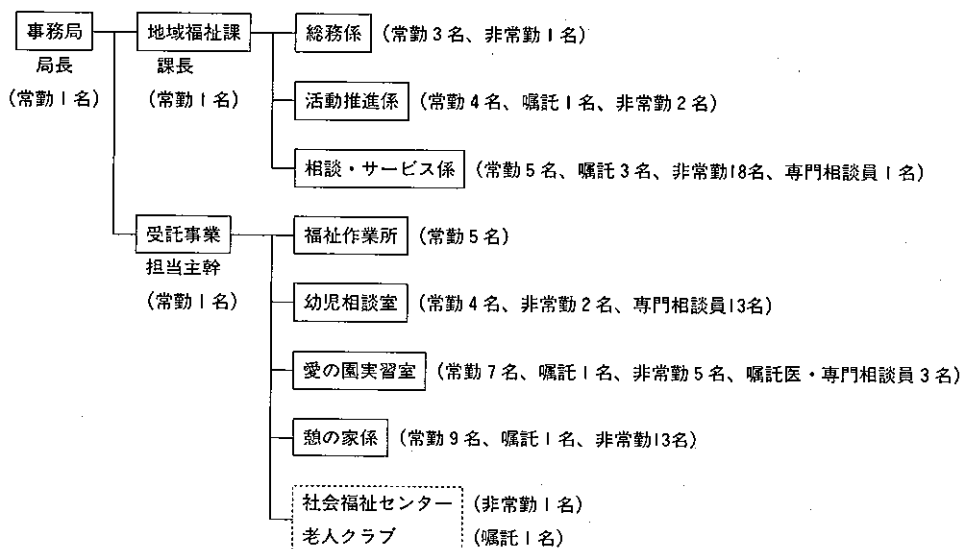 事務局 地域福祉課 総務係 (常勤3名、非常勤1名)
局長 課長
(常勤1名) (常勤1名)
活動推進係 (常勤4名、嘱託1名、非常勤2名)
相談・サービス係 (常勤5名、嘱託3名、非常勤18名、専門相談員1名)
受託事業 福祉作業所 (常勤5名)
担当主幹
(常勤1名)
幼児相談室 (常勤4名、非常勤2名、専門相談員13名)
愛の園実習室 (常勤7名、嘱託1名、非常勤5名、嘱託医・専門相談員3名)
憩の家係 (常勤9名、嘱託1名、非常勤13名)
社会福祉センター (非常勤1名)
老人クラブ (嘱託1名)